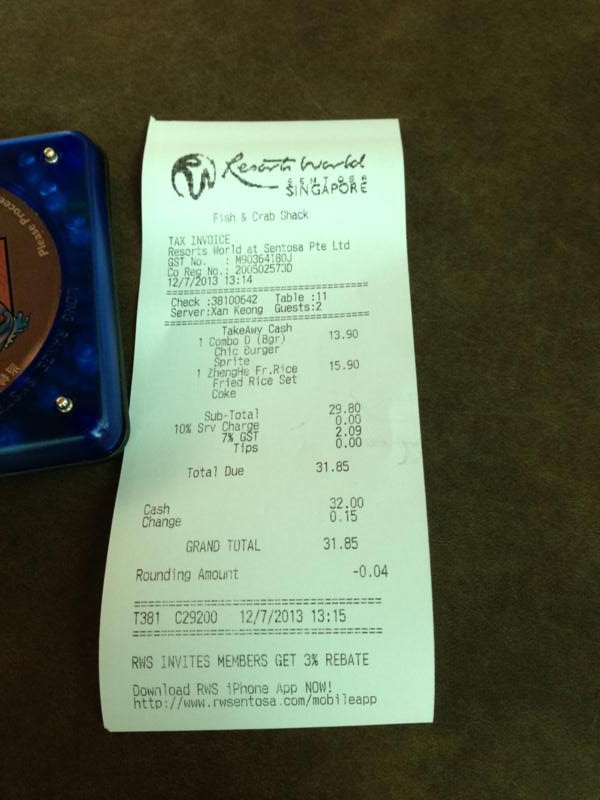 Please Procee
RW Resorts World
SENTOSA
SINGAPORE
Fish & Crab Shack
TAX INVOICE
Resorts World at Sentosa Pte Ltd
GST No.   : M90364180J
Co Reg No.: 200502573D
12/7/2013 13:14
Check :38100642   Table :11
Server:Xan Keong  Guests:2
TakeAwy Cash
1 Combo D (Bgr)   13.90
Chic Burger
Sprite
1 ZhengHe Fr.Rice   15.90
Fried Rice Set
Coke
Sub-Total   29.80
10% Srv Charge   0.00
7% GST   2.09
Tips   0.00
Total Due   31.85
Cash   32.00
Change   0.15
GRAND TOTAL   31.85
Rounding Amount   -0.04
T381  C29200   12/7/2013 13:15
RWS INVITES MEMBERS GET 3% REBATE
Download RWS iPhone App NOW!
http://www.rwsentosa.com/mobileapp